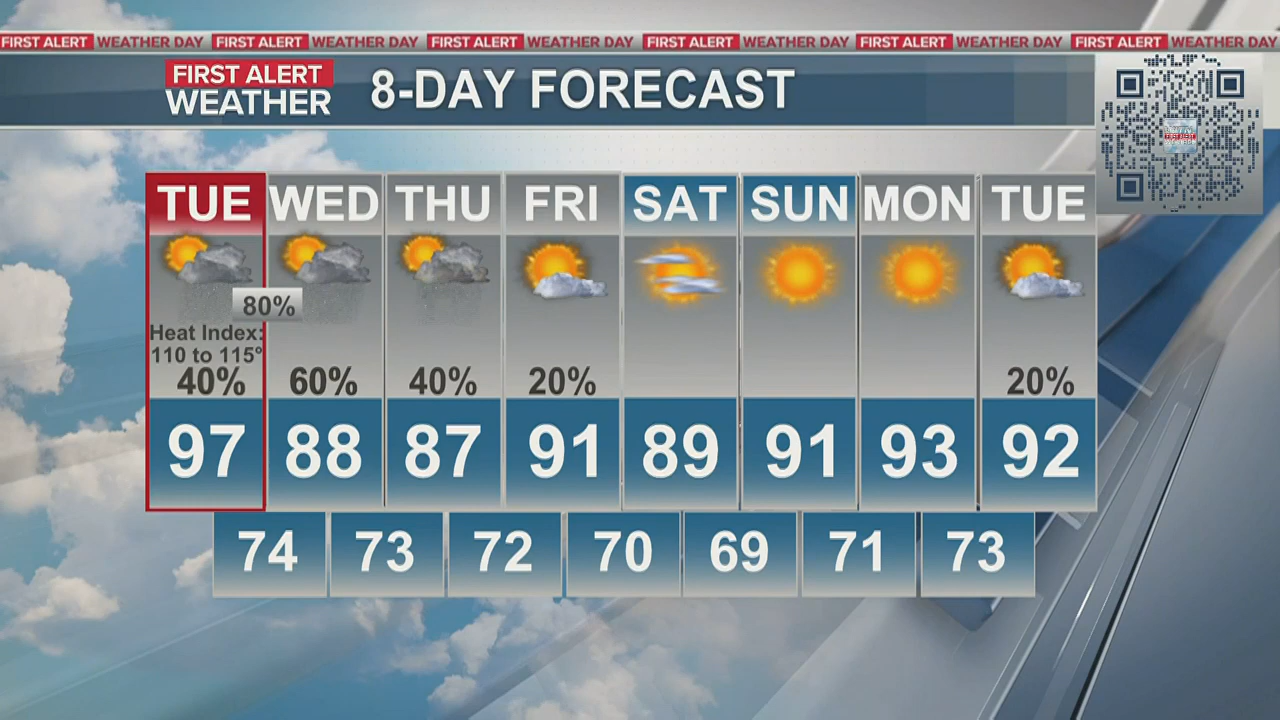 FIRST ALERT WEATHER DAY FIRST ALERT WEATHER DAY FIRST ALERT WEATHER DAY FIRST ALERT WEATHER DAY FIRST ALERT WEATHER DAY FIRST ALERT WEATHER DAY
FIRST ALERT
WEATHER
8-DAY FORECAST
TUE WED THU FRI SAT SUN MON TUE
80%
Heat Index:
110 to 115°
40% 60% 40% 20% 20%
97 88 87 91 89 91 93 92
74 73 72 70 69 71 73